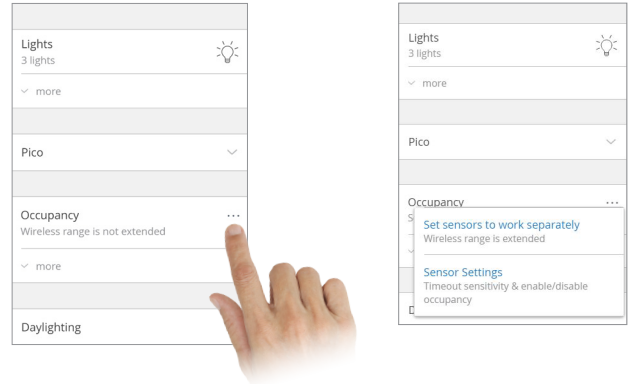 Lights
3 lights
more
Pico
Occupancy
Wireless range is not extended
more
Daylighting
Lights
3 lights
more
Pico
Occupancy
S
Set sensors to work separately
Wireless range is extended
Sensor Settings
Timeout sensitivity & enable/disable
occupancy
D